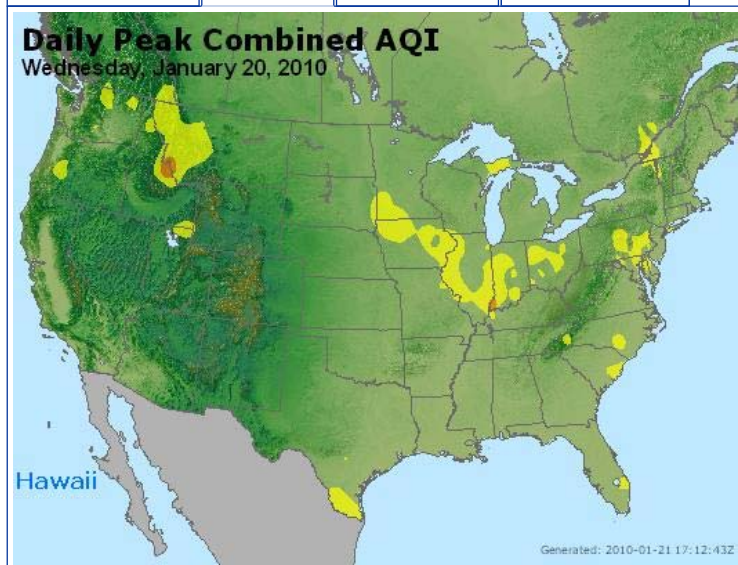 Daily Peak Combined AQI
Wednesday, January 20, 2010
Hawaii
Generated: 2010-01-21 17:12:43Z